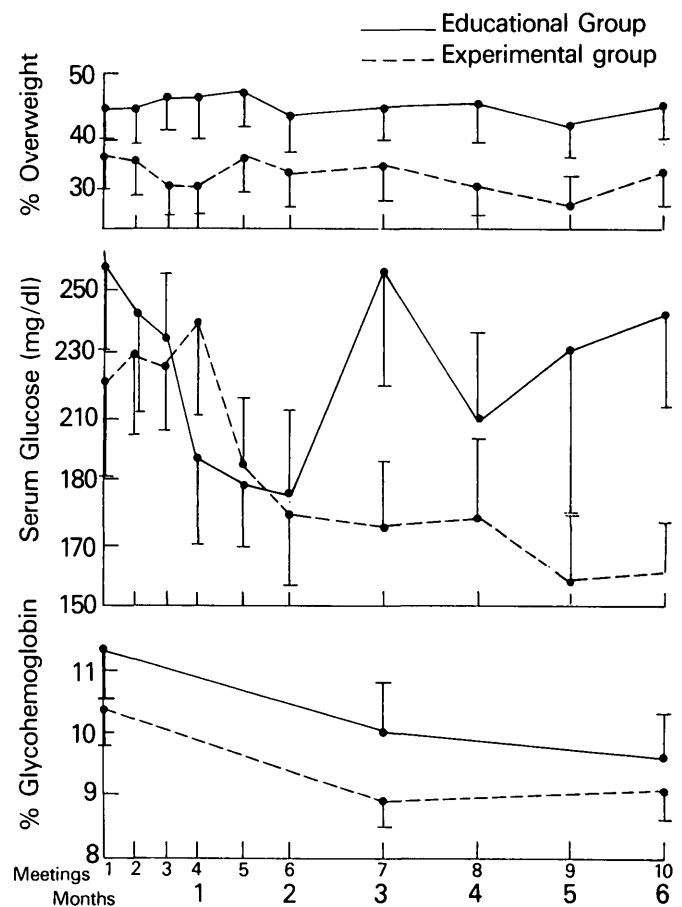 Educational Group
Experimental group
% Overweight
50
40
30
Serum Glucose (mg/dl)
250
230
210
180
170
150
% Glycohemoglobin
11
10
9
8
Meetings 1 2 3 4 5 6 7 8 9 10
Months 1 2 3 4 5 6